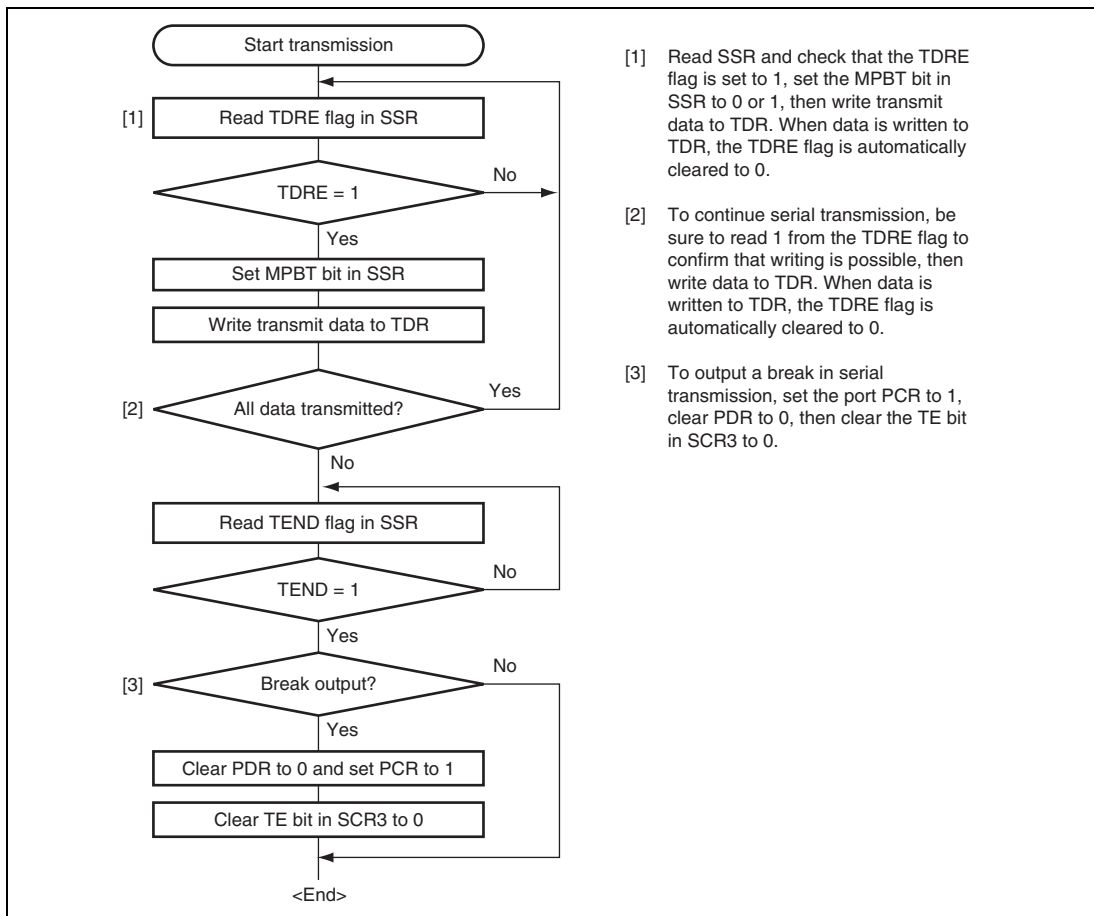 Start transmission
[1]
Read TDRE flag in SSR
No
TDRE = 1
Yes
Set MPBT bit in SSR
Write transmit data to TDR
Yes
[2]
All data transmitted?
No
Read TEND flag in SSR
No
TEND = 1
Yes
No
[3]
Break output?
Yes
Clear PDR to 0 and set PCR to 1
Clear TE bit in SCR3 to 0
<End>
[1] Read SSR and check that the TDRE
flag is set to 1, set the MPBT bit in
SSR to 0 or 1, then write transmit
data to TDR. When data is written to
TDR, the TDRE flag is automatically
cleared to 0.
[2] To continue serial transmission, be
sure to read 1 from the TDRE flag to
confirm that writing is possible, then
write data to TDR. When data is
written to TDR, the TDRE flag is
automatically cleared to 0.
[3] To output a break in serial
transmission, set the port PCR to 1,
clear PDR to 0, then clear the TE bit
in SCR3 to 0.